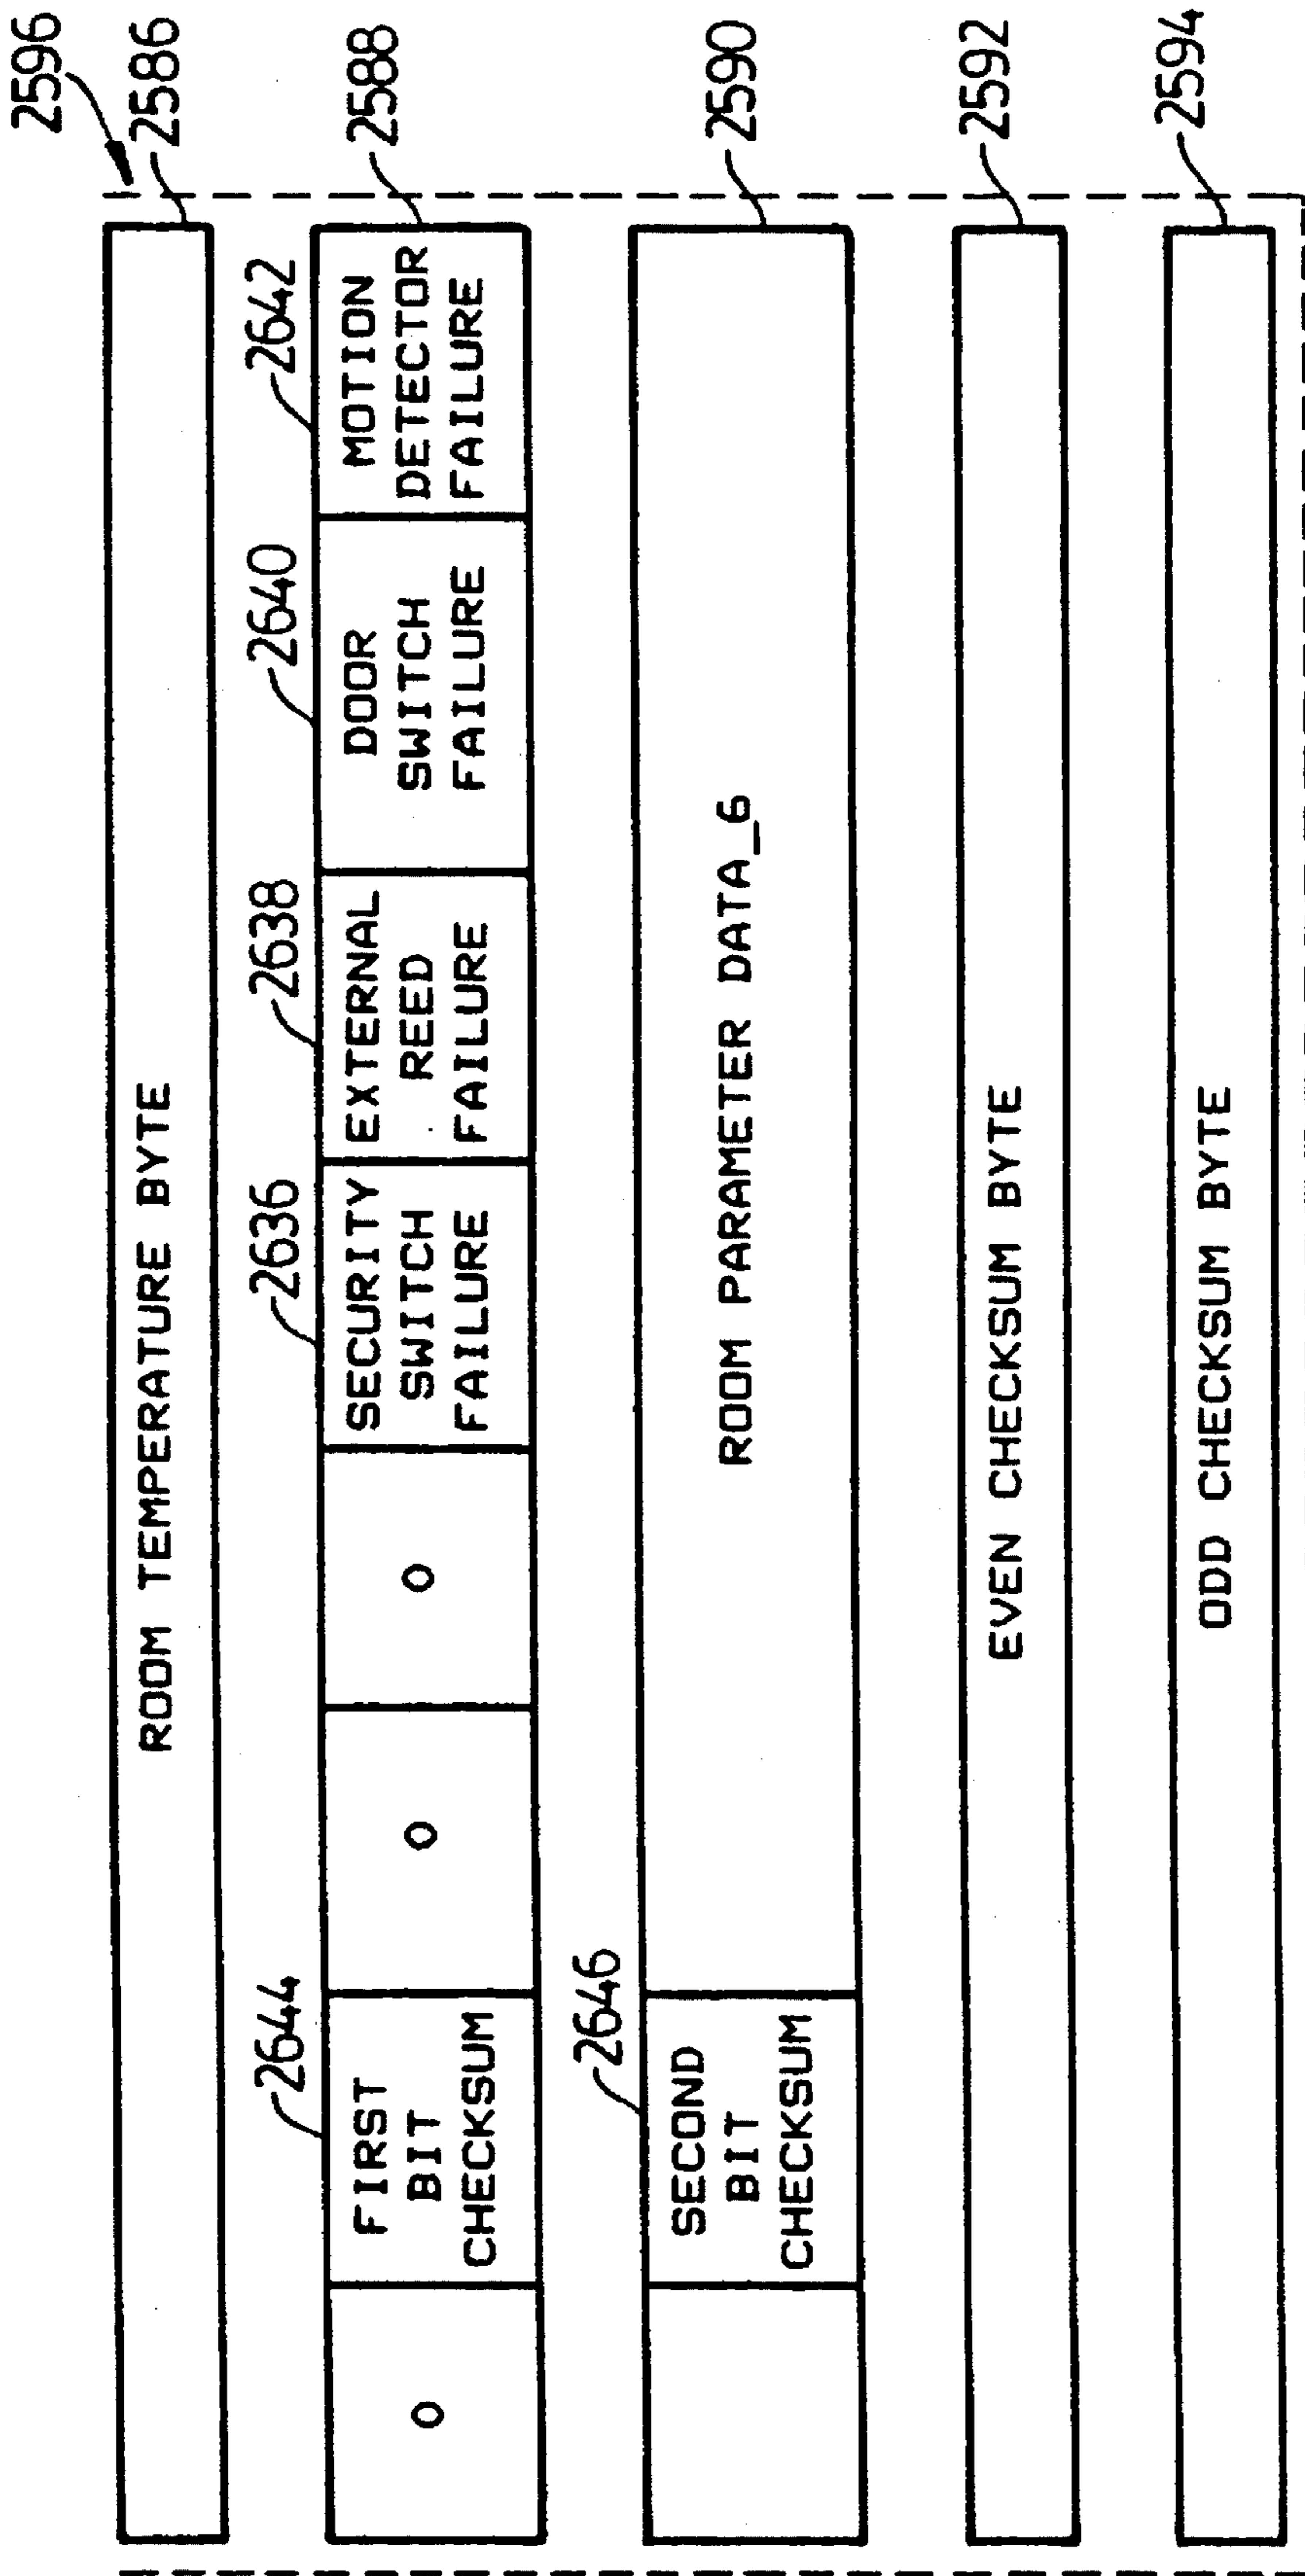 2596
ROOM TEMPERATURE BYTE
2586
2644
2636
2638
2640
2642
0
FIRST
BIT
CHECKSUM
0
0
SECURITY
SWITCH
FAILURE
EXTERNAL
REED
FAILURE
DOOR
SWITCH
FAILURE
MOTION
DETECTOR
FAILURE
2588
2646
SECOND
BIT
CHECKSUM
ROOM PARAMETER DATA_6
2590
EVEN CHECKSUM BYTE
2592
ODD CHECKSUM BYTE
2594